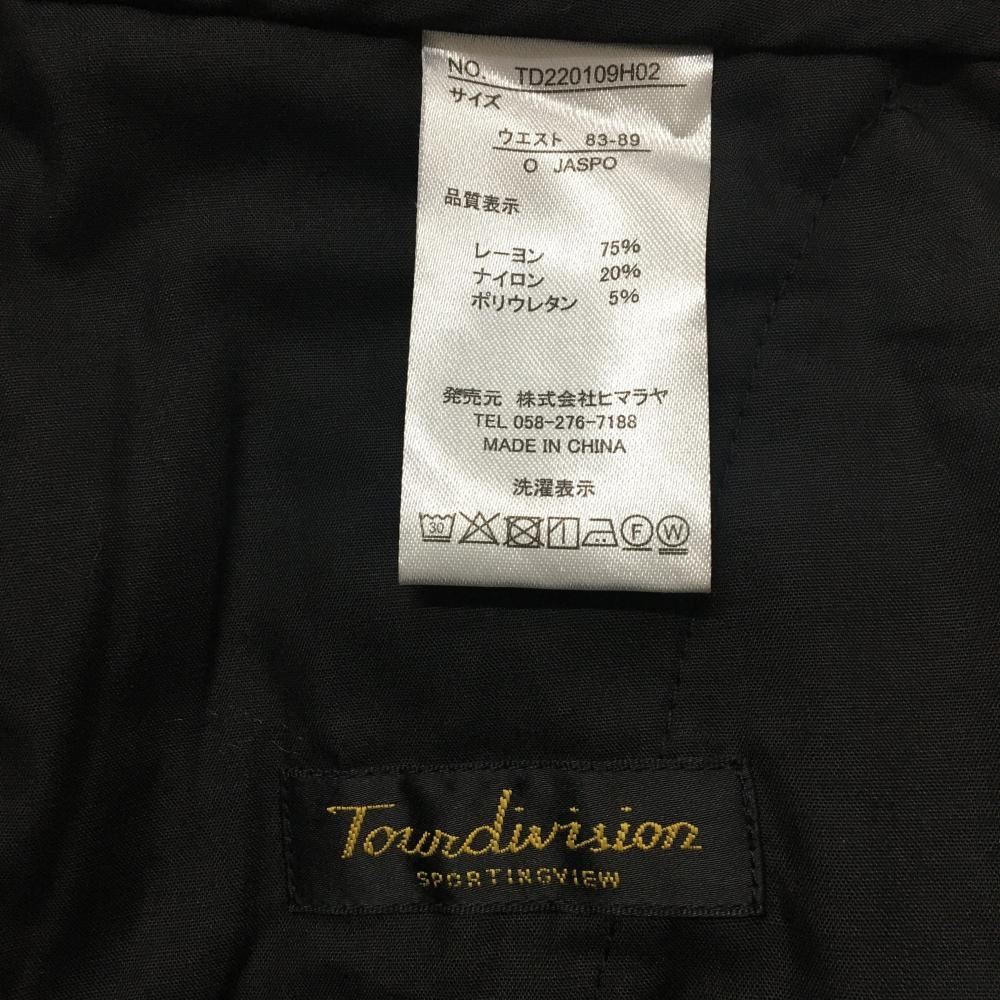 NO. TD220109H02
サイズ
ウエスト 83-89
O JASPO
品質表示
レーヨン 75%
ナイロン 20%
ポリウレタン 5%
発売元 株式会社ヒマラヤ
TEL 058-276-7188
MADE IN CHINA
洗濯表示
30 F W
Tourdivision
SPORTINGVIEW